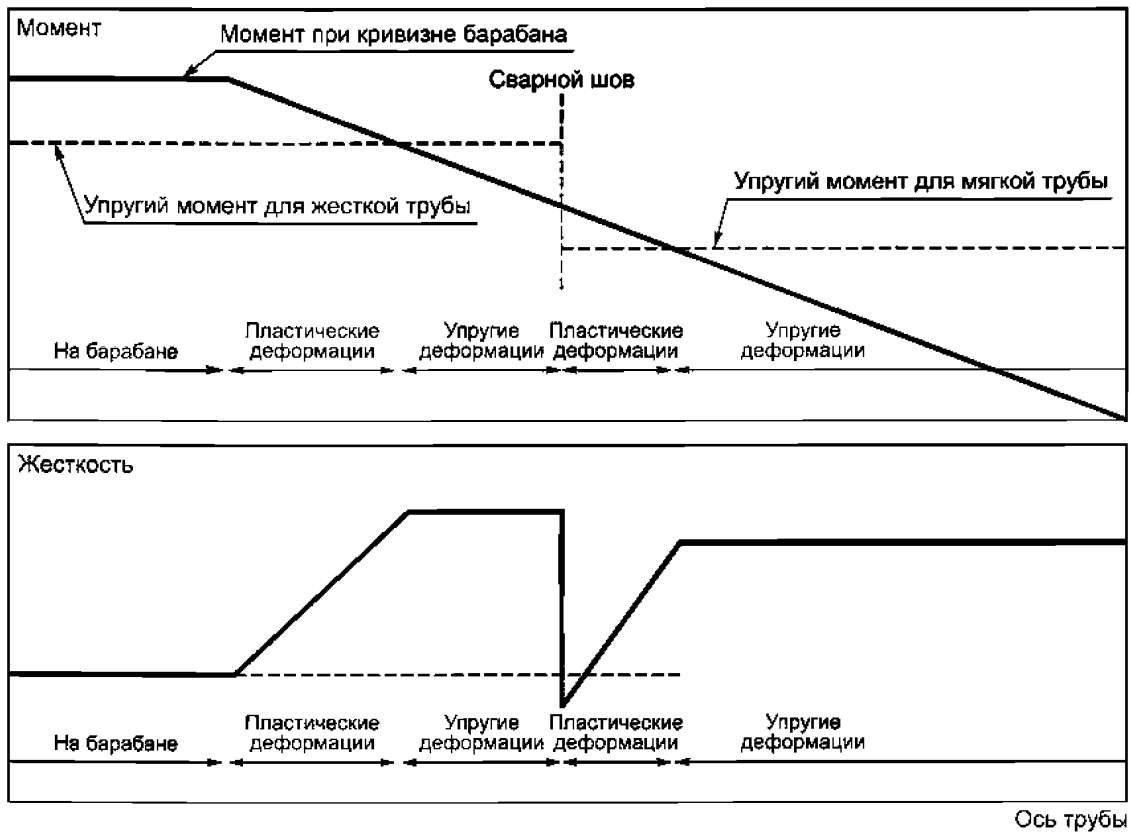 Момент
Момент при кривизне барабана
Сварной шов
Упругий момент для мягкой трубы
Упругий момент для жесткой трубы
На барабане
Пластические
деформации
Упругие
деформации
Пластические
деформации
Упругие
деформации
Жесткость
На барабане
Пластические
деформации
Упругие
деформации
Пластические
деформации
Упругие
деформации
Ось трубы